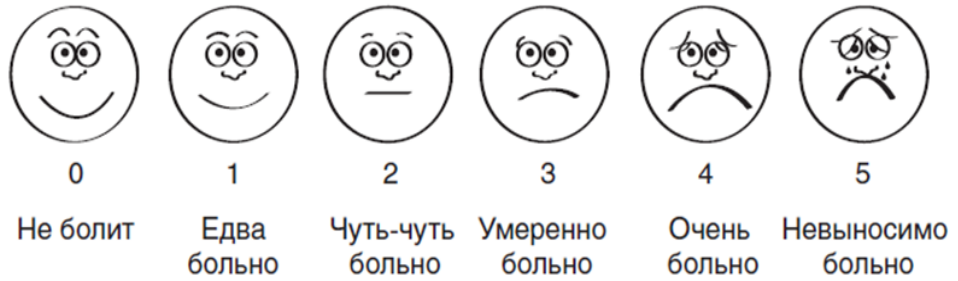 0 1 2 3 4 5
Не болит Едва Чуть-чуть Умеренно Очень Невыносимо
больно больно больно больно больно